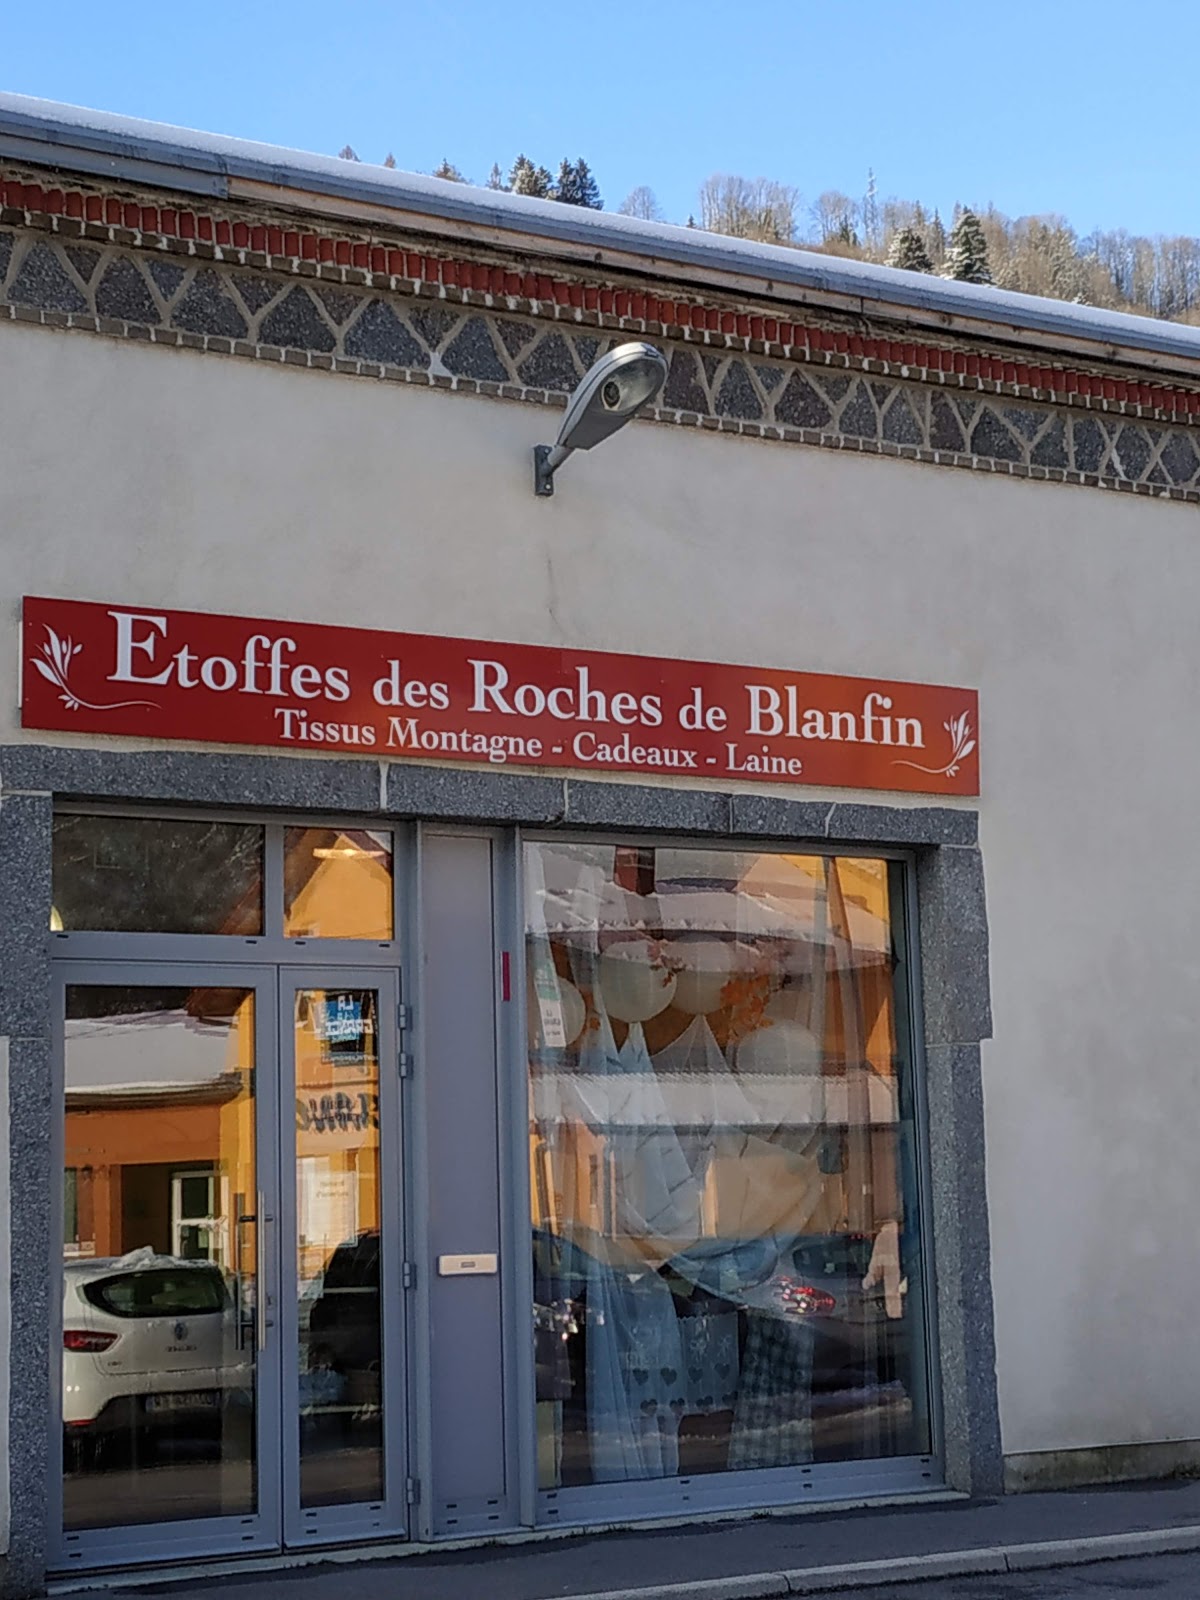 Etoffes des Roches de Blanfin
Tissus Montagne - Cadeaux - Laine